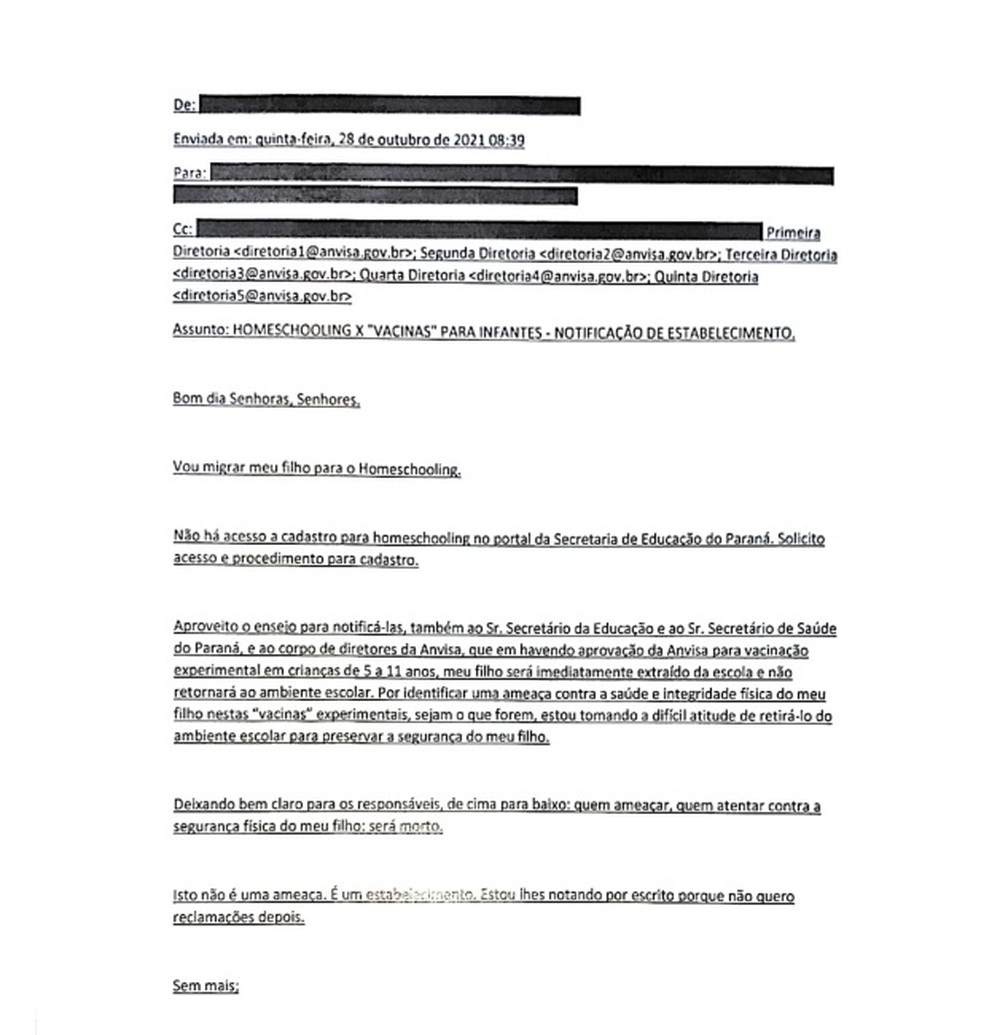 De:
Enviada em: quinta-feira, 28 de outubro de 2021 08:39
Para:
Cc: Primeira
Diretoria <diretoria1@anvisa.gov.br>; Segunda Diretoria <diretoria2@anvisa.gov.br>; Terceira Diretoria
<diretoria3@anvisa.gov.br>; Quarta Diretoria <diretoria4@anvisa.gov.br>; Quinta Diretoria
<diretoria5@anvisa.gov.br>
Assunto: HOMESCHOOLING X "VACINAS" PARA INFANTES - NOTIFICAÇÃO DE ESTABELECIMENTO.
Bom dia Senhoras, Senhores,
Vou migrar meu filho para o Homeschooling.
Não há acesso a cadastro para homeschooling no portal da Secretaria de Educação do Paraná. Solicito
acesso e procedimento para cadastro.
Aproveito o ensejo para notificá-las, também ao Sr. Secretário da Educação e ao Sr. Secretário de Saúde
do Paraná, e ao corpo de diretores da Anvisa, que em havendo aprovação da Anvisa para vacinação
experimental em crianças de 5 a 11 anos, meu filho será imediatamente extraído da escola e não
retornará ao ambiente escolar. Por identificar uma ameaça contra a saúde e integridade física do meu
filho nestas "vacinas" experimentais, sejam o que forem, estou tomando a difícil atitude de retirá-lo do
ambiente escolar para preservar a segurança do meu filho.
Deixando bem claro para os responsáveis, de cima para baixo: quem ameaçar, quem atentar contra a
segurança física do meu filho: será morto.
Isto não é uma ameaça. É um estabelecimento. Estou lhes notando por escrito porque não quero
reclamações depois.
Sem mais;